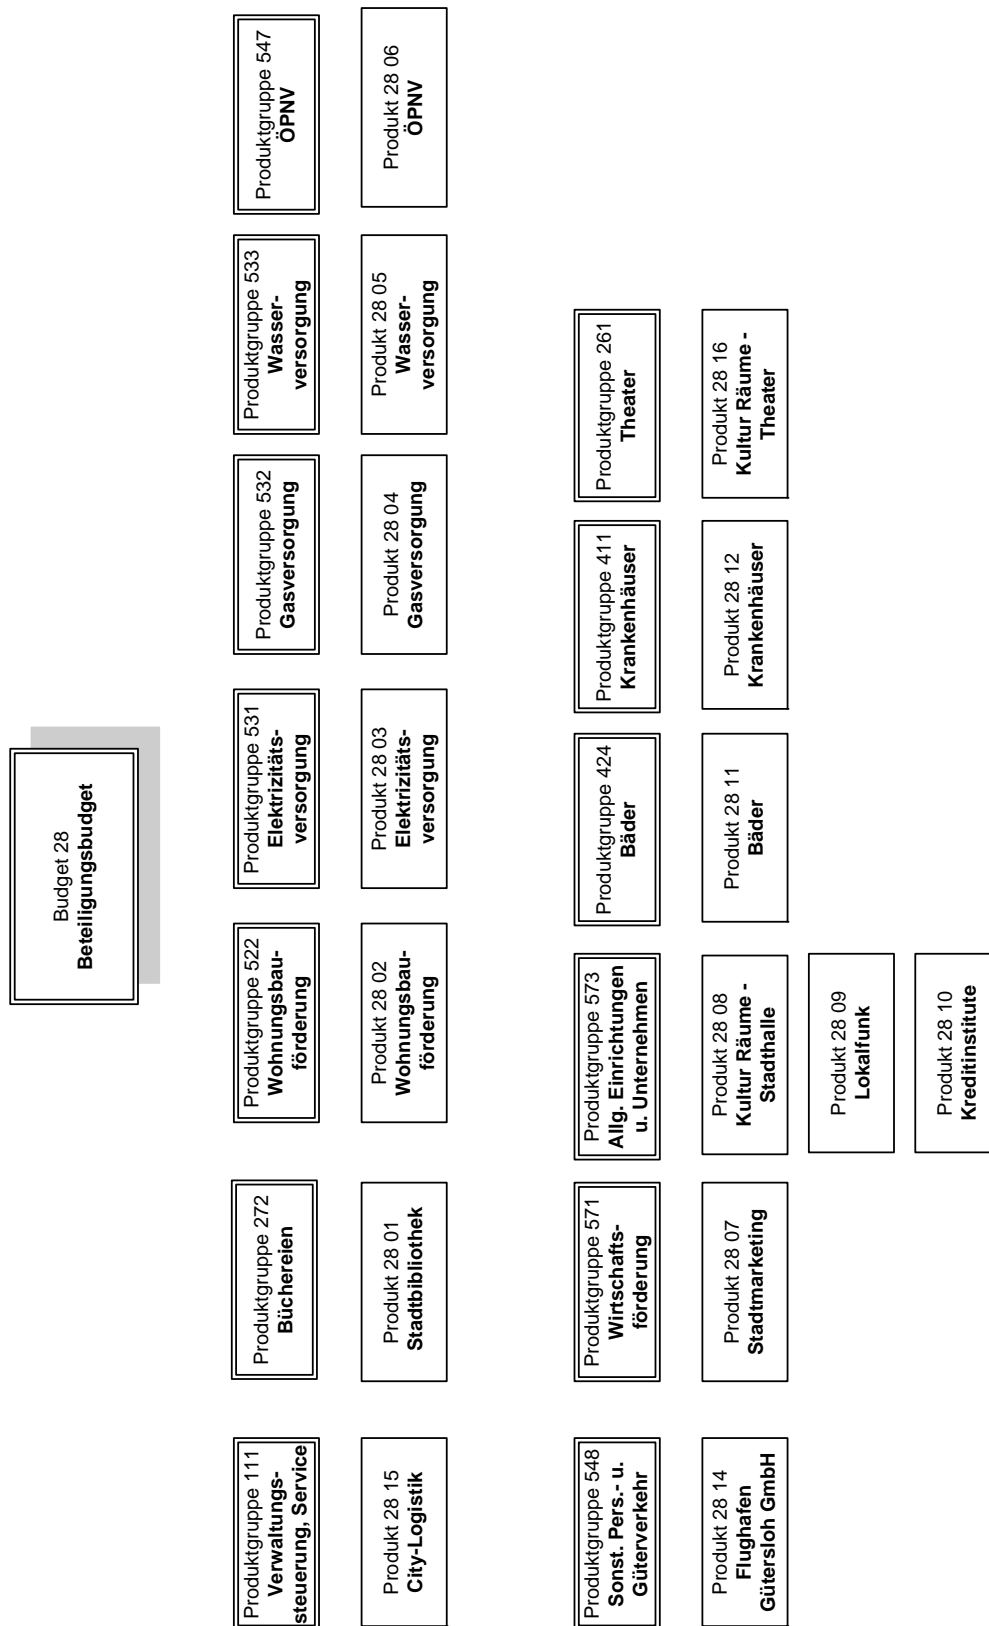 Budget 28
Beteiligungsbudget
Produktgruppe 111
Verwaltungs-
steuerung, Service
Produktgruppe 272
Büchereien
Produktgruppe 522
Wohnungsbau-
förderung
Produktgruppe 531
Elektrizitäts-
versorgung
Produktgruppe 532
Gasversorgung
Produktgruppe 533
Wasser-
versorgung
Produktgruppe 547
ÖPNV
Produkt 28 15
City-Logistik
Produkt 28 01
Stadtbibliothek
Produkt 28 02
Wohnungsbau-
förderung
Produkt 28 03
Elektrizitäts-
versorgung
Produkt 28 04
Gasversorgung
Produkt 28 05
Wasser-
versorgung
Produkt 28 06
ÖPNV
Produktgruppe 548
Sonst. Pers.- u.
Güterverkehr
Produktgruppe 571
Wirtschafts-
förderung
Produktgruppe 573
Allg. Einrichtungen
u. Unternehmen
Produktgruppe 424
Bäder
Produktgruppe 411
Krankenhäuser
Produktgruppe 261
Theater
Produkt 28 14
Flughafen
Gütersloh GmbH
Produkt 28 07
Stadtmarketing
Produkt 28 08
Kultur Räume -
Stadthalle
Produkt 28 11
Bäder
Produkt 28 12
Krankenhäuser
Produkt 28 16
Kultur Räume -
Theater
Produkt 28 09
Lokalfunk
Produkt 28 10
Kreditinstitute